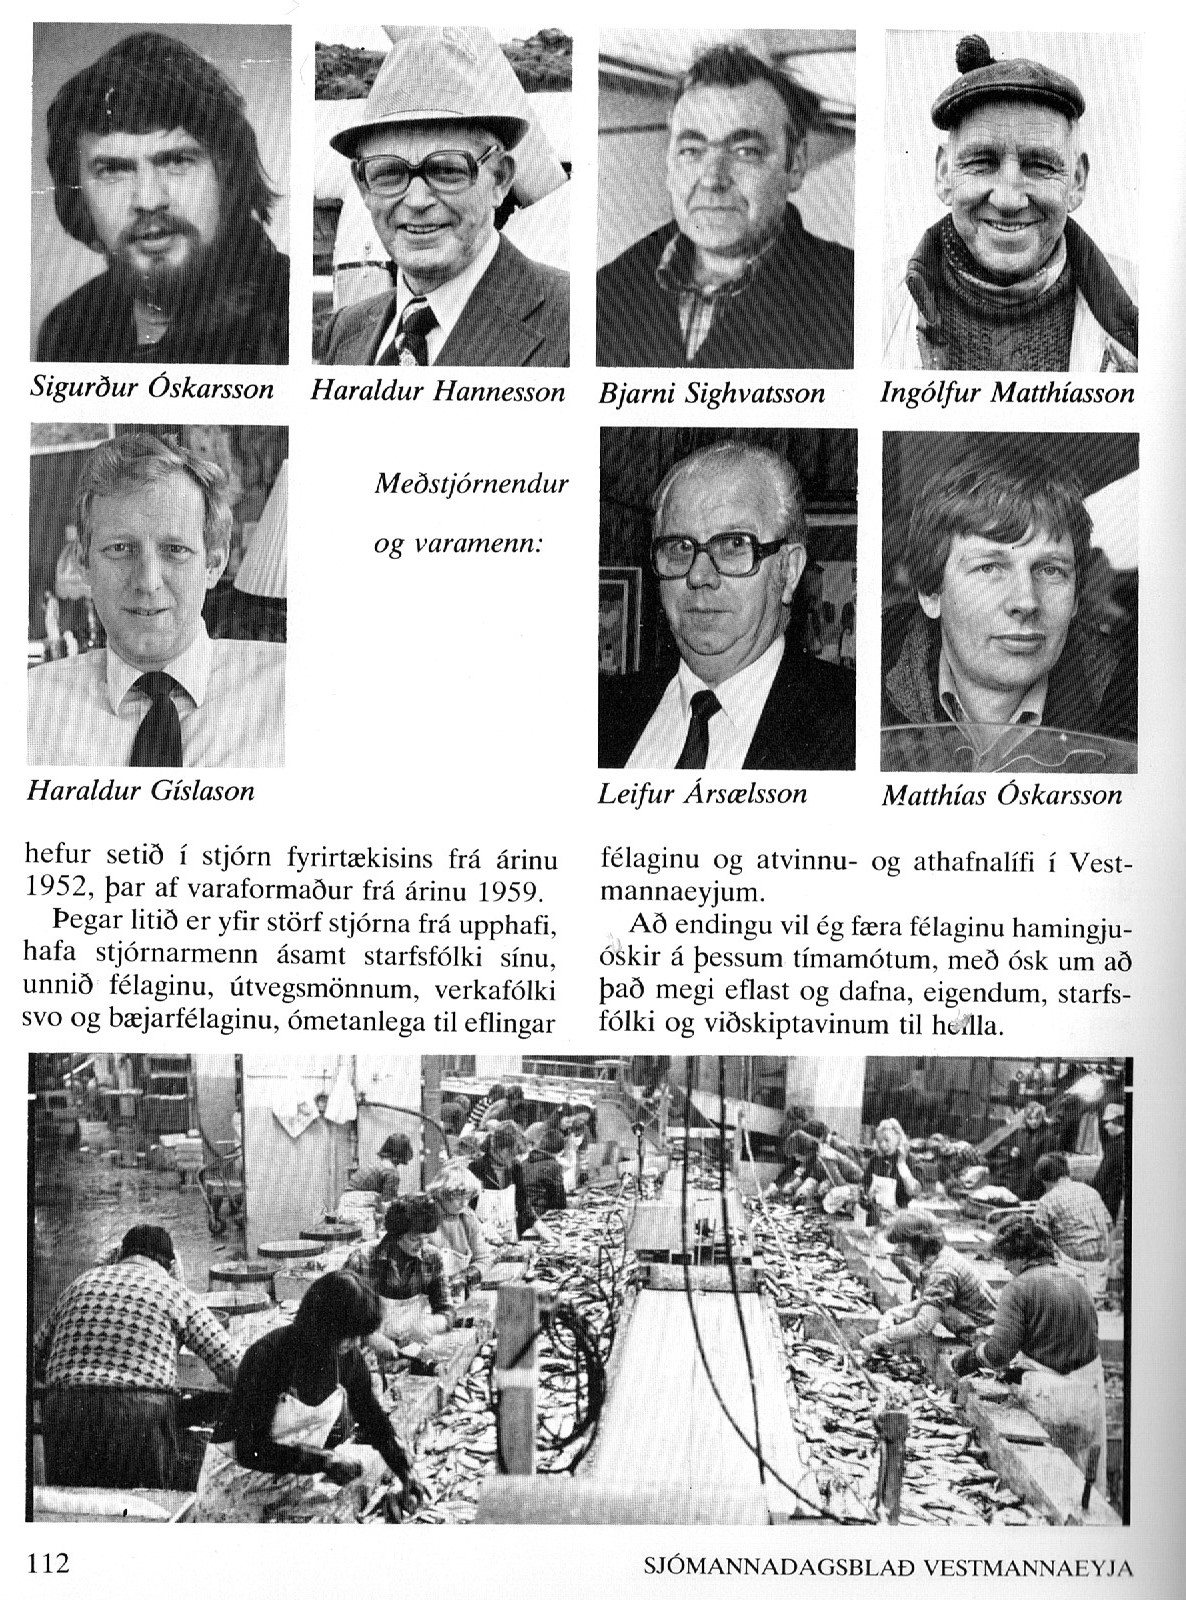 Sigurður Óskarsson
Haraldur Hannesson
Bjarni Sighvatsson
Ingólfur Matthíasson
Meðstjórnendur
og varamenn:
Haraldur Gíslason
Leifur Ársælsson
Matthías Óskarsson
hefur setið í stjórn fyrirtækisins frá árinu
1952, þar af varaformaður frá árinu 1959.
Þegar litið er yfir störf stjórna frá upphafi,
hafa stjórnarmenn ásamt starfsfólki sínu,
unnið félaginu, útvegsmönnum, verkafólki
svo og bæjarfélaginu, ómetanlega til eflingar
félaginu og atvinnu- og athafnalífi í Vest-
mannaeyjum.
Að endingu vil ég færa félaginu hamingju-
óskir á þessum tímamótum, með ósk um að
það megi eflast og dafna, eigendum, starfs-
fólki og viðskiptavinum til heilla.
112
SJÓMANNADAGSBLAÐ VESTMANNAEYJA